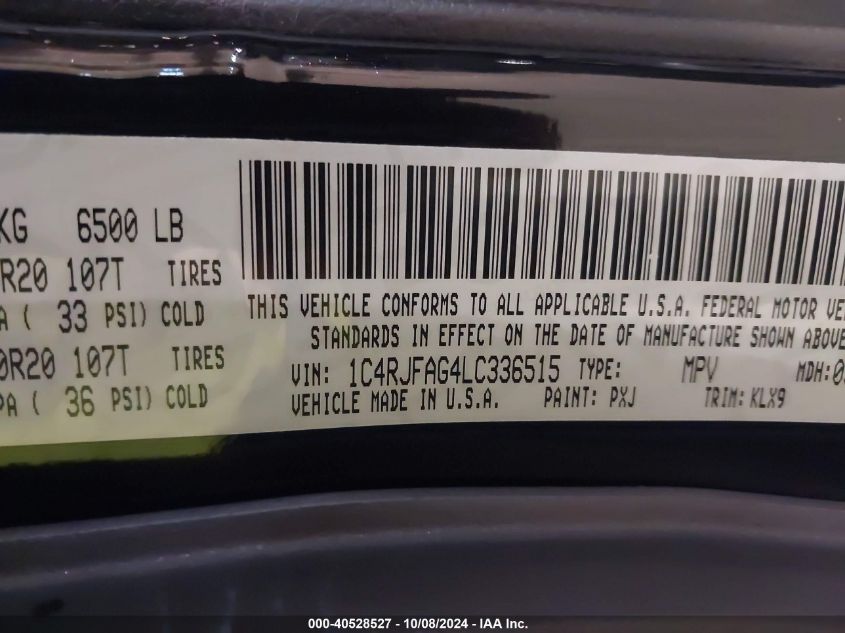 KG 6500 LB
R20 107T TIRES
A ( 33 PSI) COLD
0R20 107T TIRES
PA ( 36 PSI) COLD
THIS VEHICLE CONFORMS TO ALL APPLICABLE U.S.A. FEDERAL MOTOR VE
STANDARDS IN EFFECT ON THE DATE OF MANUFACTURE SHOWN ABOVE
VIN: 1C4RJFAG4LC336515 TYPE: MPV MDH:0
VEHICLE MADE IN U.S.A. PAINT: PXJ TRIM: KLX9
000-40528527 - 10/08/2024 - IAA Inc.